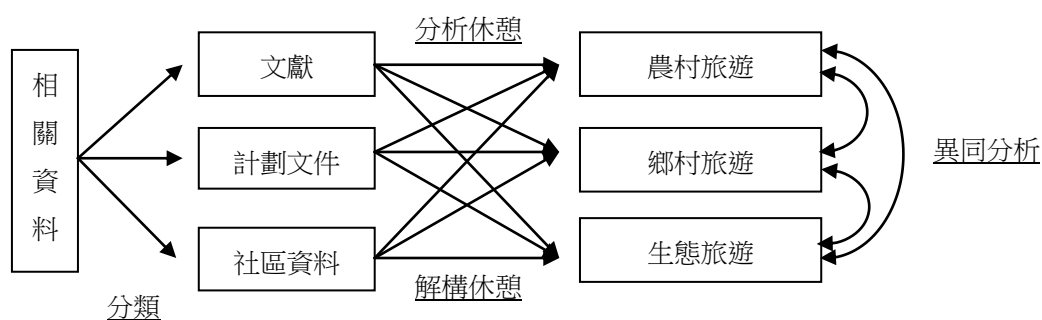 相關資料
分類
文獻
計劃文件
社區資料
分析休憩
解構休憩
農村旅遊
鄉村旅遊
生態旅遊
異同分析